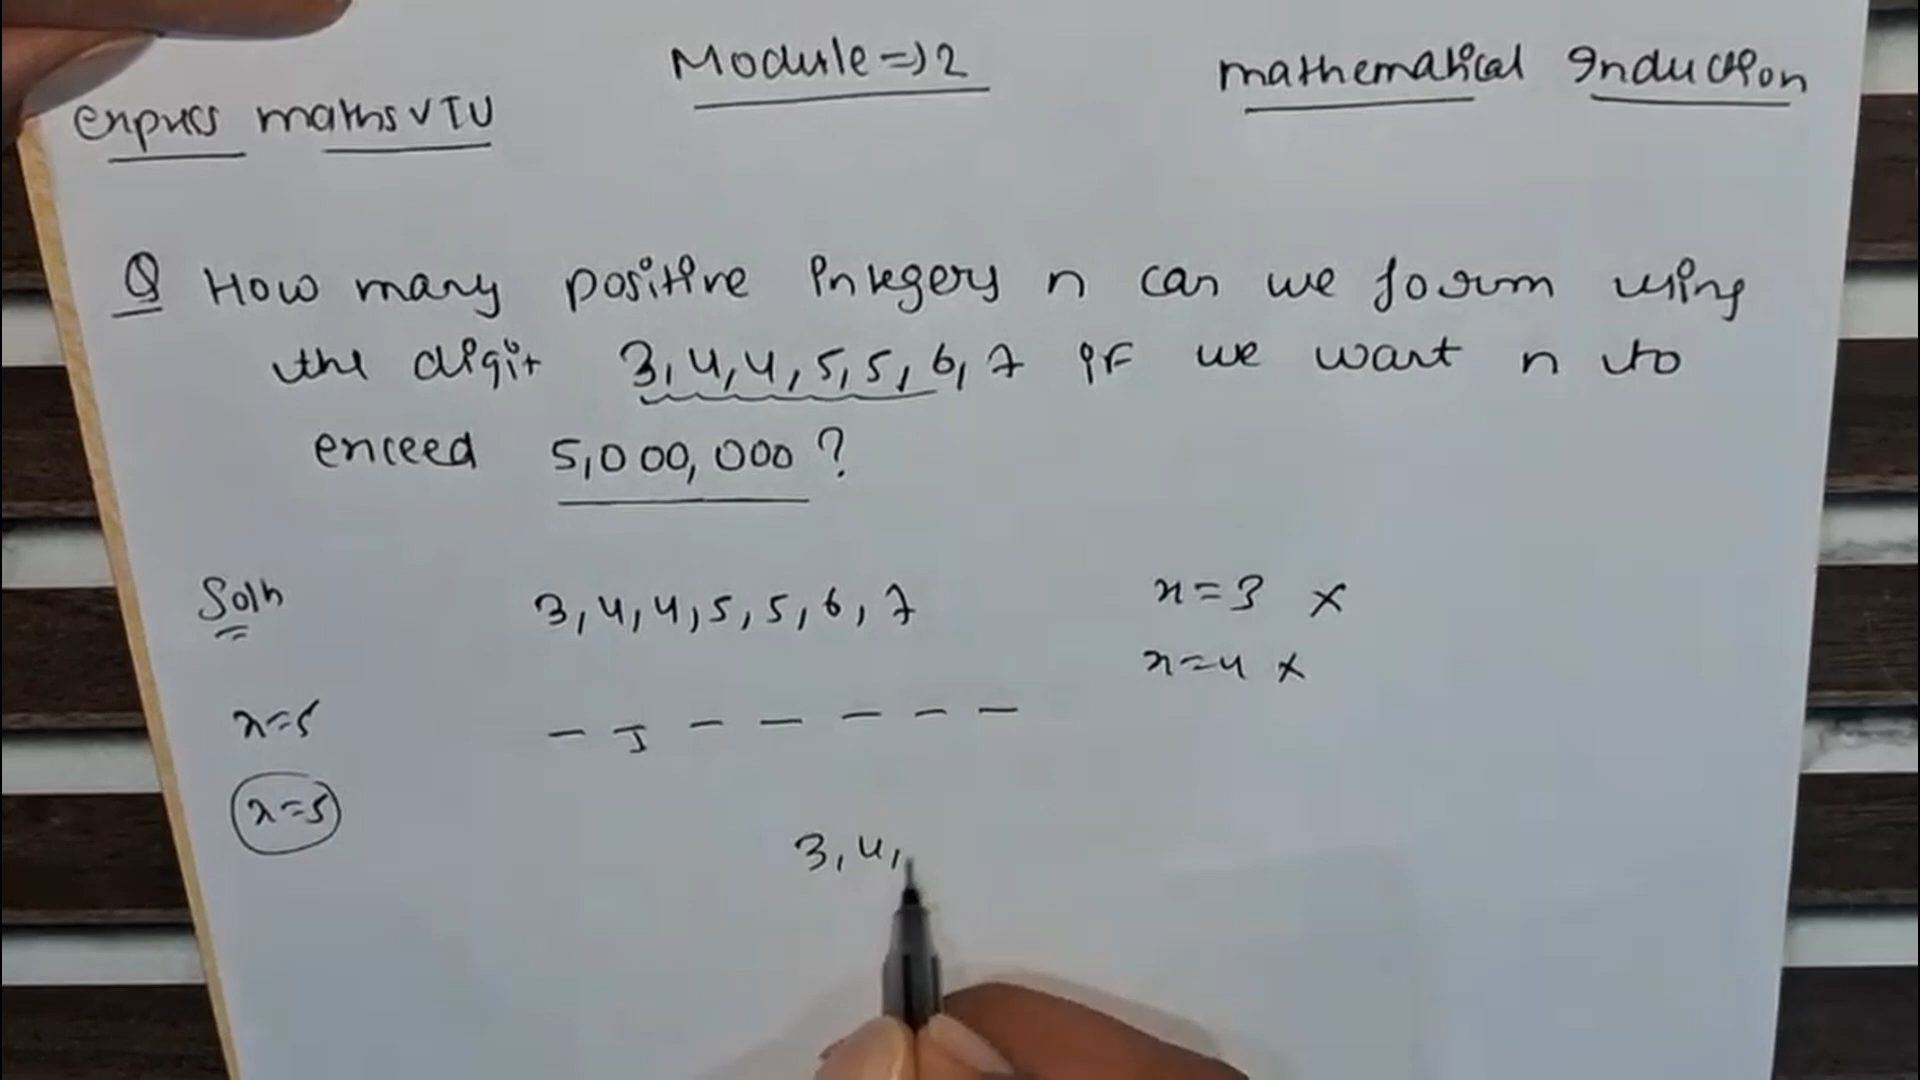 Module ⇒ 2
mathematical Induction
express maths VTU
Q How many positive integers n can we form using
the digit 3, 4, 4, 5, 5, 6, 7 if we want n to
exceed 5,000,000 ?
Soln
3, 4, 4, 5, 5, 6, 7
x = 3 ×
x = 4 ×
x = 5
x = 5
3, 4,